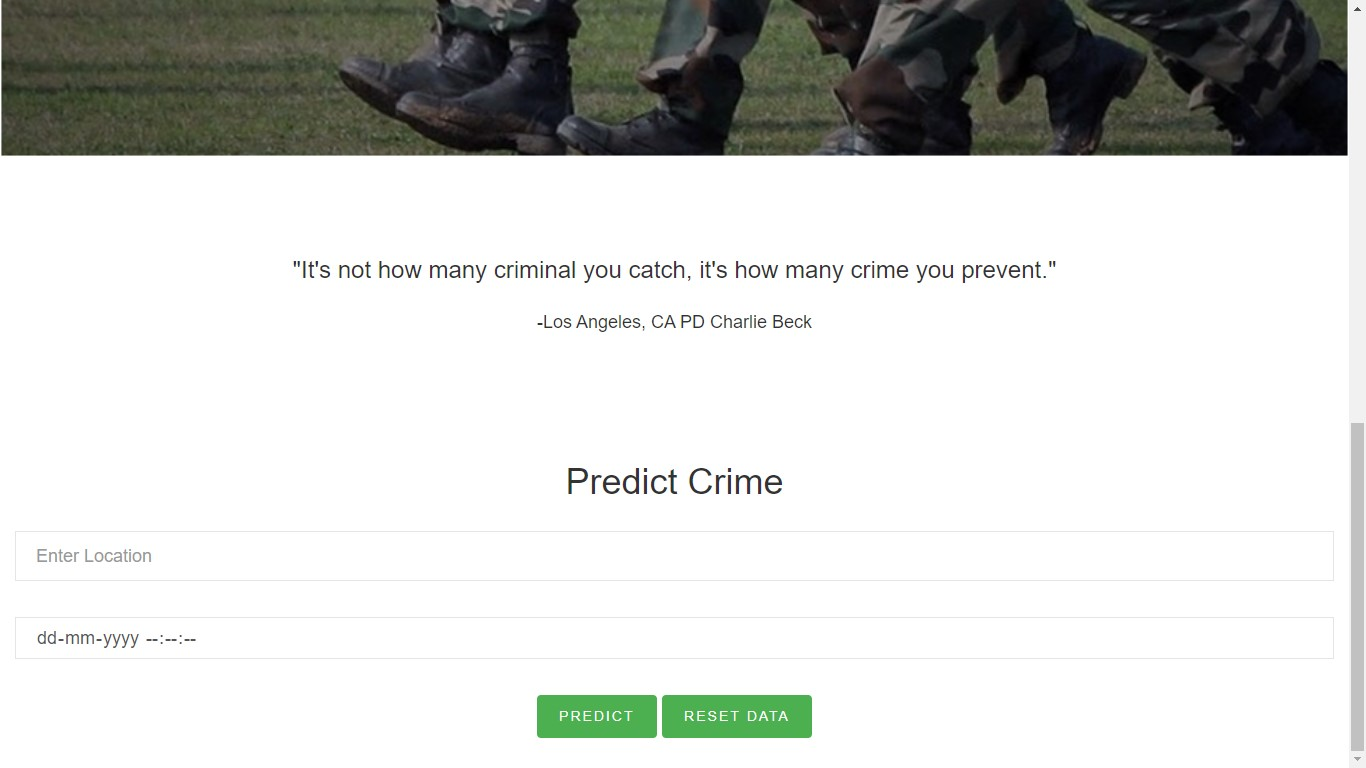 "It's not how many criminal you catch, it's how many crime you prevent."
-Los Angeles, CA PD Charlie Beck
Predict Crime
Enter Location
dd-mm-yyyy --:--:--
PREDICT RESET DATA